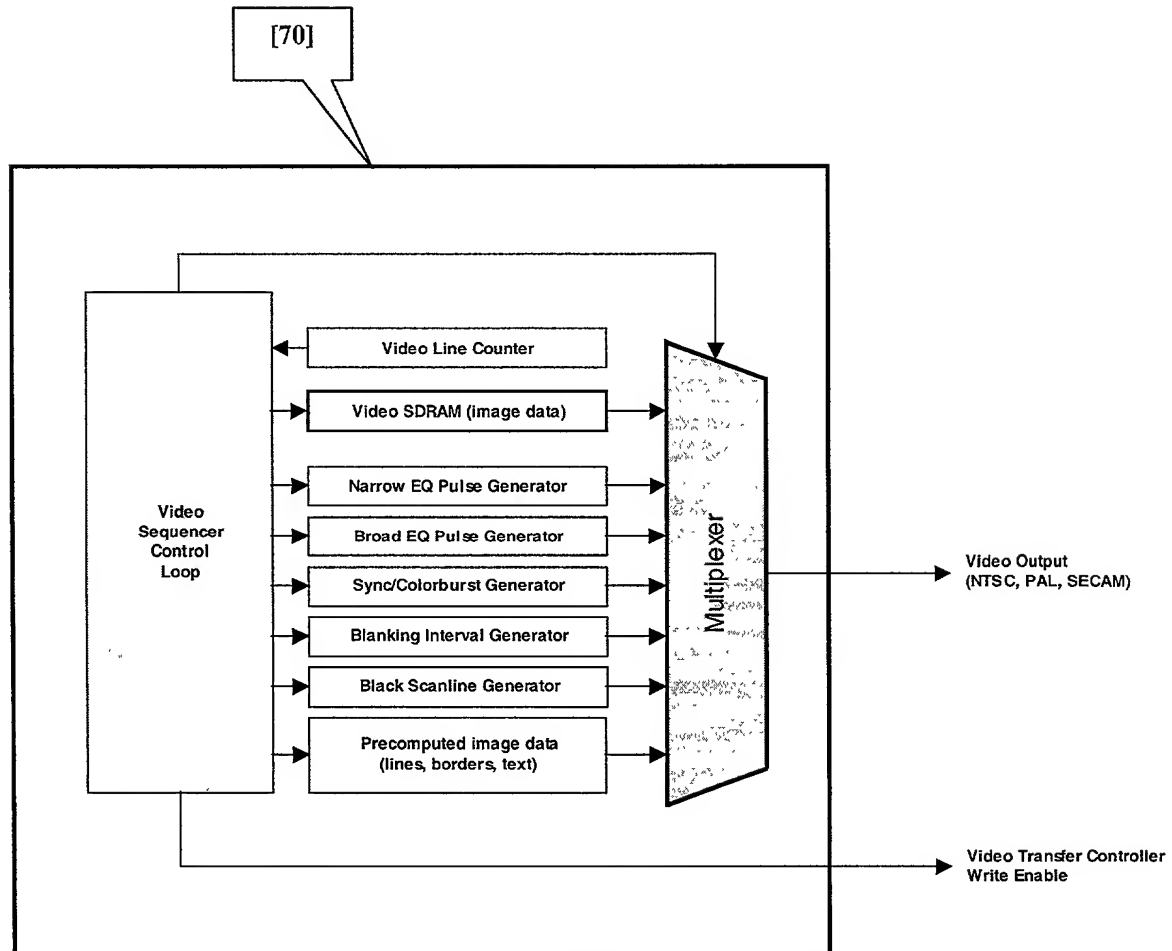 [70]
Video Line Counter
Video SDRAM (image data)
Narrow EQ Pulse Generator
Video
Sequencer
Control
Loop
Broad EQ Pulse Generator
Sync/Colorburst Generator
Blanking Interval Generator
Black Scanline Generator
Precomputed image data
(lines, borders, text)
Multiplexer
Video Output
(NTSC, PAL, SECAM)
Video Transfer Controller
Write Enable